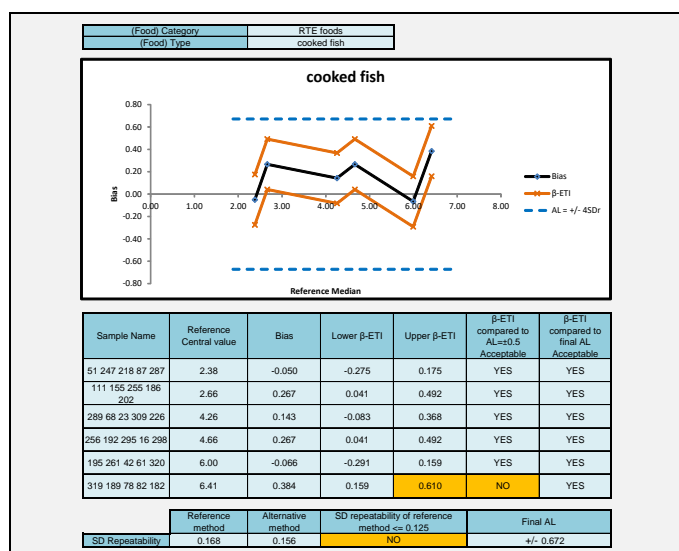 (Food) Category RTE foods
(Food) Type cooked fish
cooked fish
0.80
0.60
0.40
0.20
0.00
-0.20
-0.40
-0.60
-0.80
0.00 1.00 2.00 3.00 4.00 5.00 6.00 7.00 8.00
Bias
Reference Median
Bias
β-ETI
AL = +/- 4SDr
Sample Name Reference Central value Bias Lower β-ETI Upper β-ETI β-ETI compared to AL=±0.5 Acceptable β-ETI compared to final AL Acceptable
51 247 218 87 287 2.38 -0.050 -0.275 0.175 YES YES
111 155 255 186 202 2.66 0.267 0.041 0.492 YES YES
289 68 23 309 226 4.26 0.143 -0.083 0.368 YES YES
256 192 295 16 298 4.66 0.267 0.041 0.492 YES YES
195 261 42 61 320 6.00 -0.066 -0.291 0.159 YES YES
319 189 78 82 182 6.41 0.384 0.159 0.610 NO YES
Reference method Alternative method SD repeatability of reference method <= 0.125 Final AL
SD Repeatability 0.168 0.156 NO +/- 0.672